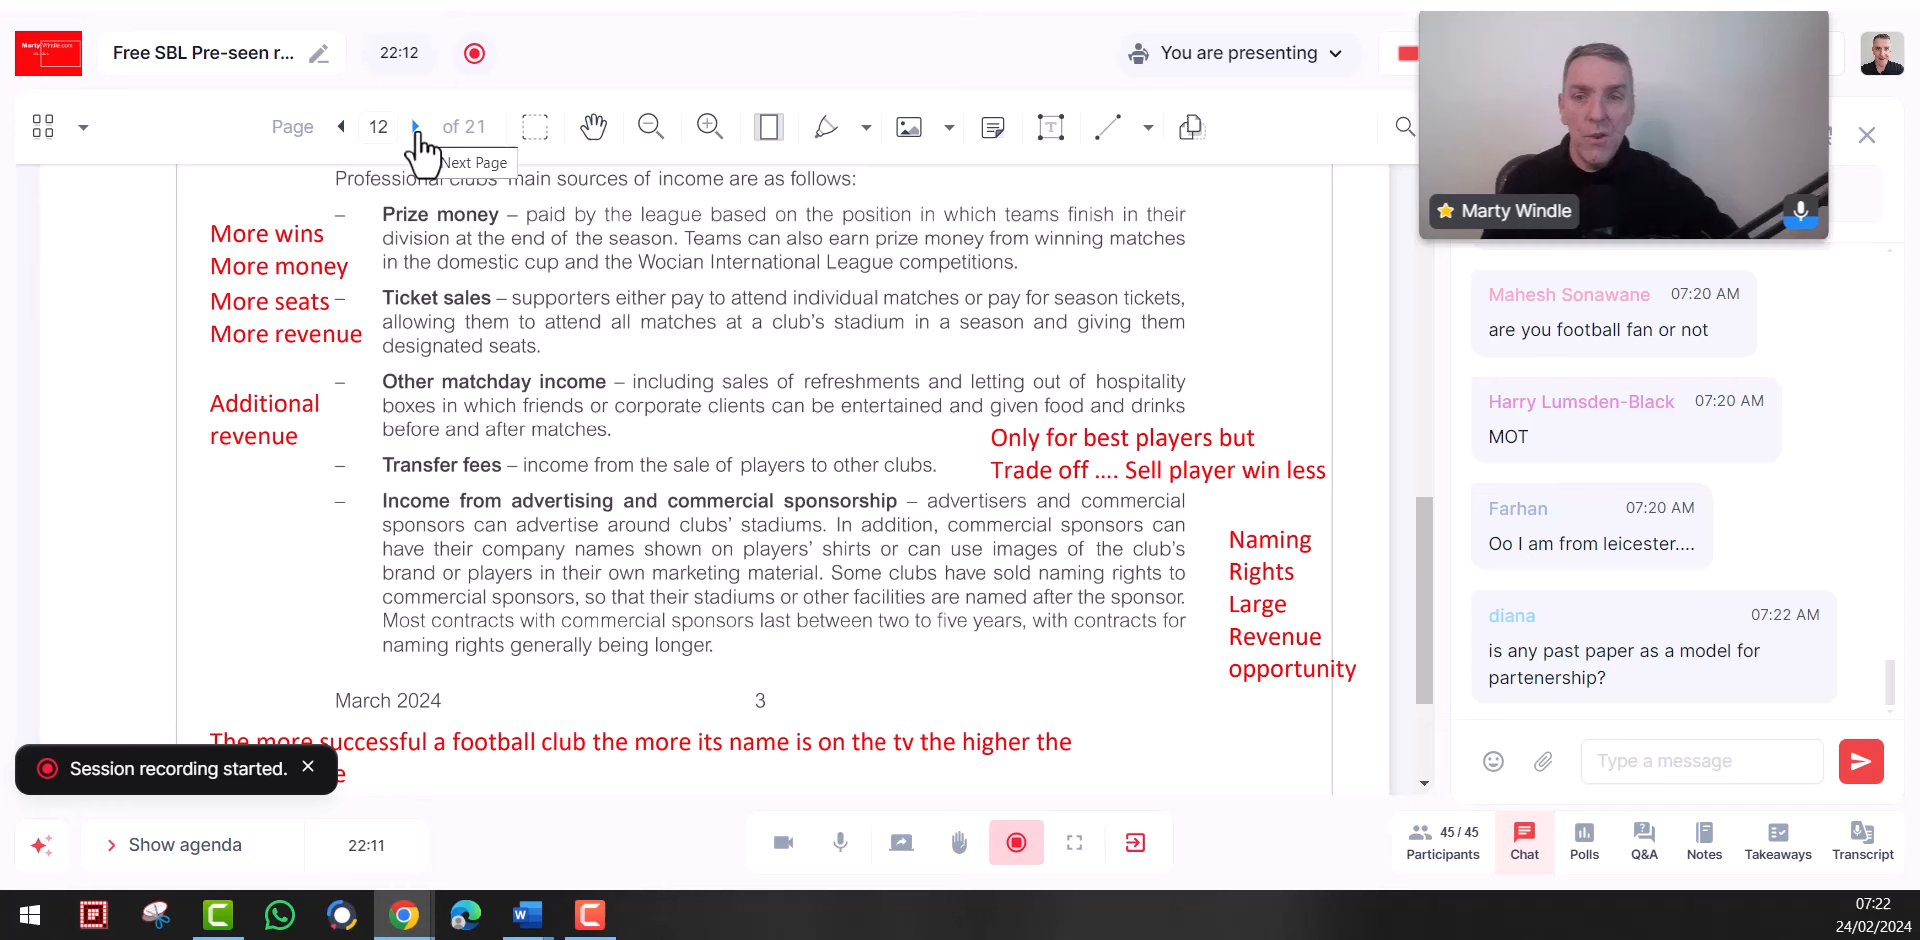 MartyWindle.com
Free SBL Pre-seen r...
22:12
You are presenting
Page 12 of 21
Next Page
Marty Windle
Professional clubs' main sources of income are as follows:
– Prize money – paid by the league based on the position in which teams finish in their
division at the end of the season. Teams can also earn prize money from winning matches
in the domestic cup and the Wocian International League competitions.
More wins
More money
– Ticket sales – supporters either pay to attend individual matches or pay for season tickets,
allowing them to attend all matches at a club's stadium in a season and giving them
designated seats.
More seats
More revenue
– Other matchday income – including sales of refreshments and letting out of hospitality
boxes in which friends or corporate clients can be entertained and given food and drinks
before and after matches.
Additional
revenue
– Transfer fees – income from the sale of players to other clubs.
Only for best players but
Trade off .... Sell player win less
– Income from advertising and commercial sponsorship – advertisers and commercial
sponsors can advertise around clubs' stadiums. In addition, commercial sponsors can
have their company names shown on players' shirts or can use images of the club's
brand or players in their own marketing material. Some clubs have sold naming rights to
commercial sponsors, so that their stadiums or other facilities are named after the sponsor.
Most contracts with commercial sponsors last between two to five years, with contracts for
naming rights generally being longer.
Naming
Rights
Large
Revenue
opportunity
March 2024 3
The more successful a football club the more its name is on the tv the higher the
Session recording started.
Mahesh Sonawane 07:20 AM
are you football fan or not
Harry Lumsden-Black 07:20 AM
MOT
Farhan 07:20 AM
Oo I am from leicester....
diana 07:22 AM
is any past paper as a model for
partenership?
Type a message
Show agenda
22:11
45/45
Participants
Chat
Polls
Q&A
Notes
Takeaways
Transcript
07:22
24/02/2024